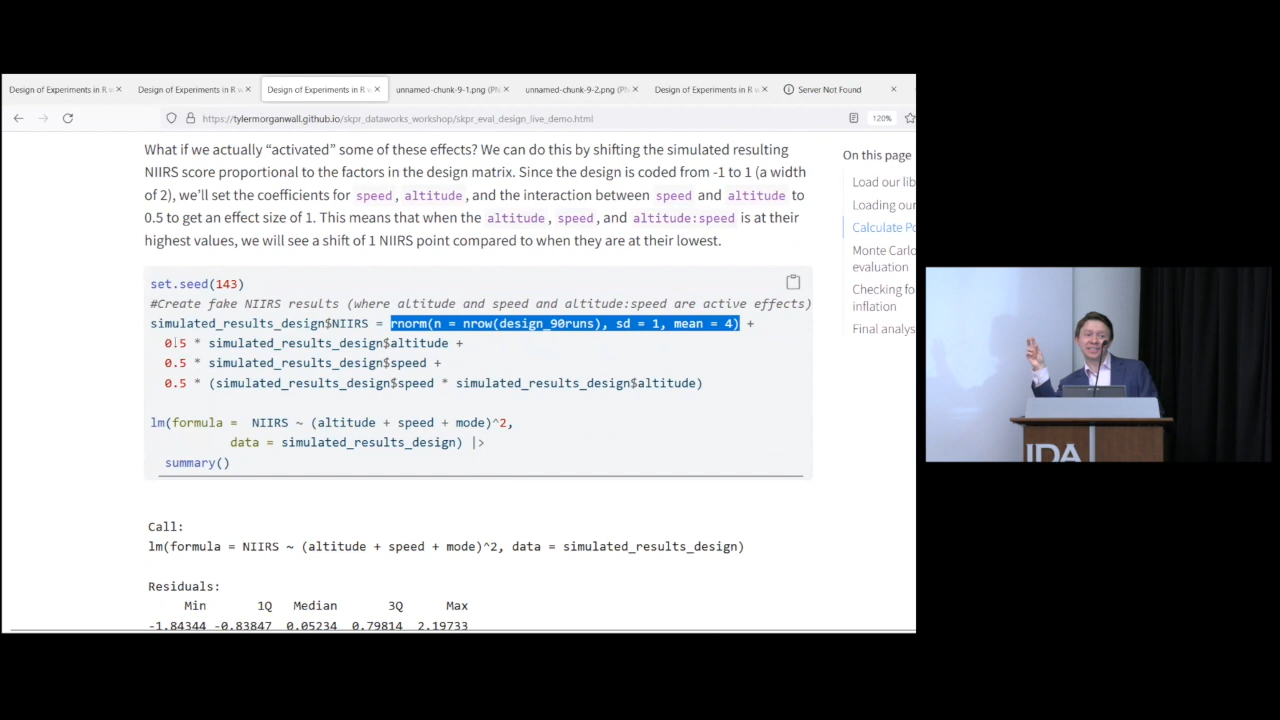 Design of Experiments in R
Design of Experiments in R
Design of Experiments in R
unnamed-chunk-9-1.png (PN
unnamed-chunk-9-2.png (PN
Design of Experiments in R
Server Not Found
https://tylermorganwall.github.io/skpr_dataworks_workshop/skpr_eval_design_live_demo.html
120%
What if we actually “activated” some of these effects? We can do this by shifting the simulated resulting
NIIRS score proportional to the factors in the design matrix. Since the design is coded from -1 to 1 (a width
of 2), we’ll set the coefficients for speed, altitude, and the interaction between speed and altitude to
0.5 to get an effect size of 1. This means that when the altitude, speed, and altitude:speed is at their
highest values, we will see a shift of 1 NIIRS point compared to when they are at their lowest.
On this page
Load our lib
Loading our
Calculate Po
Monte Carlo
evaluation
Checking for
inflation
Final analys
set.seed(143)
#Create fake NIIRS results (where altitude and speed and altitude:speed are active effects)
simulated_results_design$NIIRS = rnorm(n = nrow(design_90runs), sd = 1, mean = 4) +
0.5 * simulated_results_design$altitude +
0.5 * simulated_results_design$speed +
0.5 * (simulated_results_design$speed * simulated_results_design$altitude)
lm(formula = NIIRS ~ (altitude + speed + mode)^2,
data = simulated_results_design) |>
summary()
Call:
lm(formula = NIIRS ~ (altitude + speed + mode)^2, data = simulated_results_design)
Residuals:
Min 1Q Median 3Q Max
-1.84344 -0.83847 0.05234 0.79814 2.19733
IDA